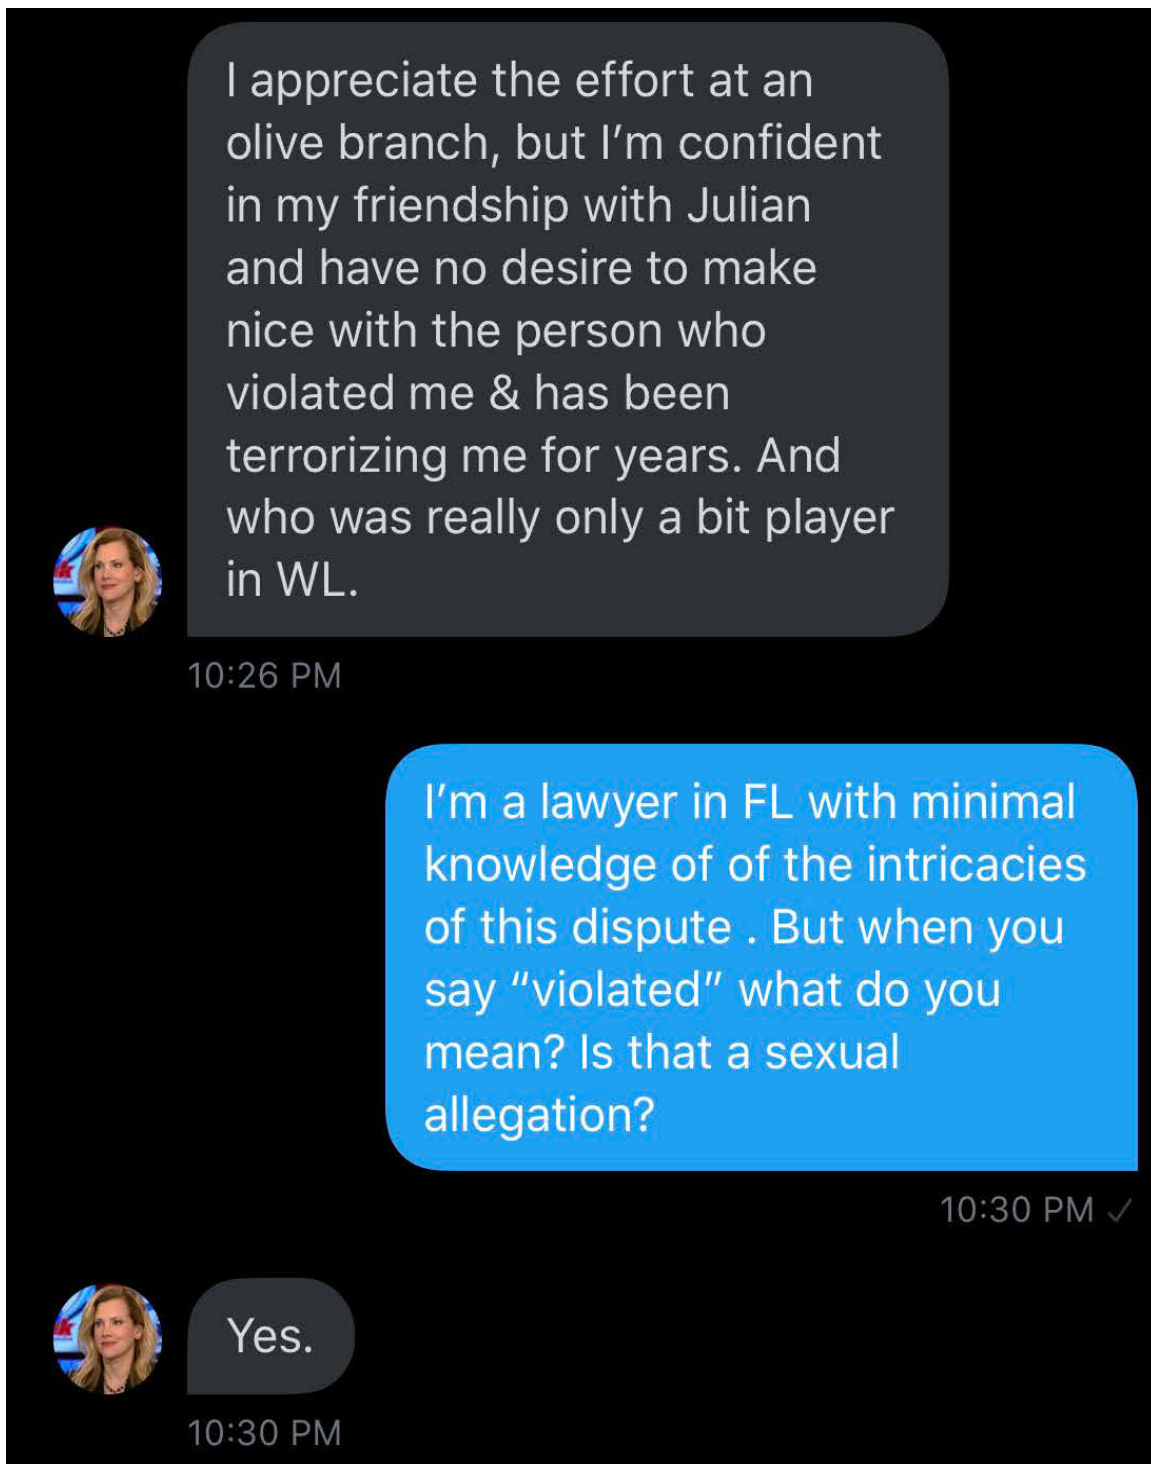 I appreciate the effort at an
olive branch, but I’m confident
in my friendship with Julian
and have no desire to make
nice with the person who
violated me & has been
terrorizing me for years. And
who was really only a bit player
in WL.
10:26 PM
I’m a lawyer in FL with minimal
knowledge of of the intricacies
of this dispute . But when you
say “violated” what do you
mean? Is that a sexual
allegation?
10:30 PM ✓
Yes.
10:30 PM